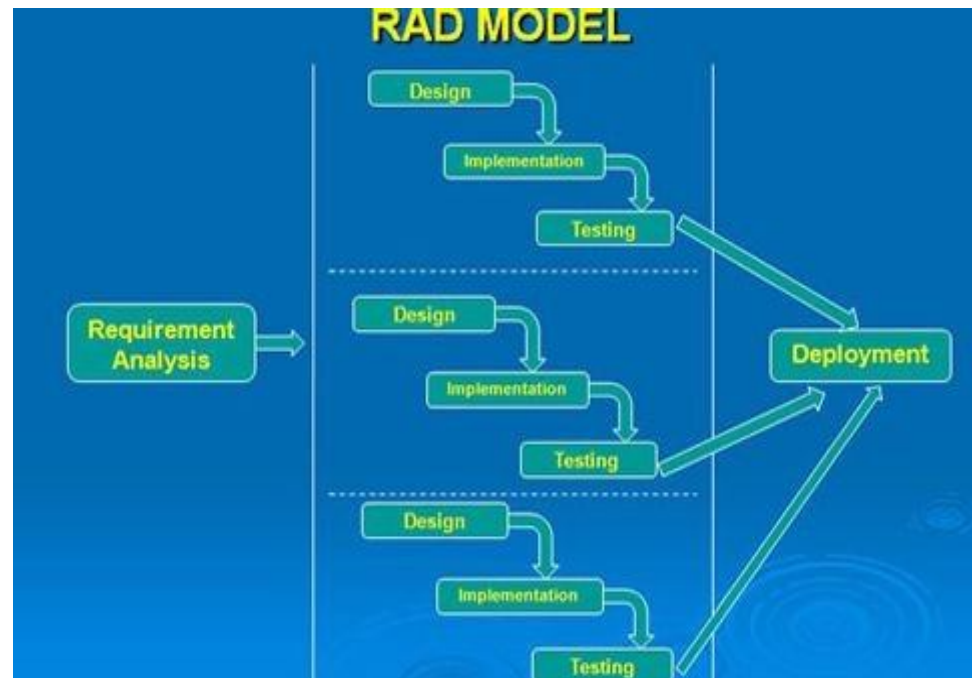 RAD MODEL
Design
Implementation
Testing
Requirement
Analysis
Design
Implementation
Testing
Deployment
Design
Implementation
Testing